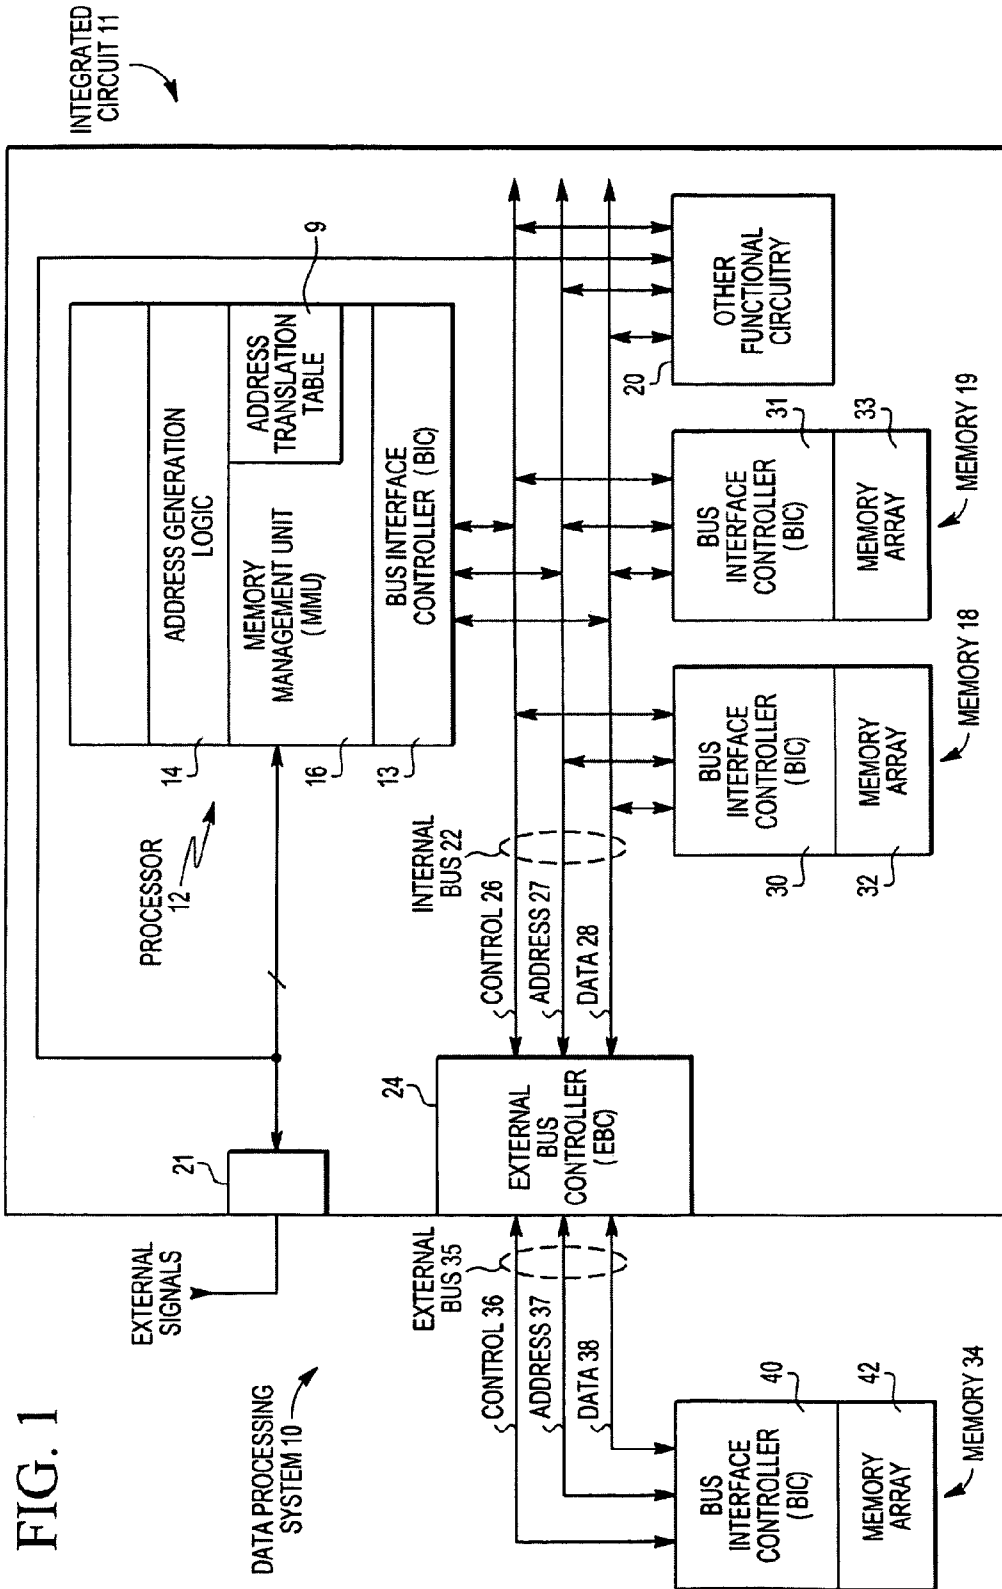 FIG. 1
DATA PROCESSING
SYSTEM 10
INTEGRATED
CIRCUIT 11
EXTERNAL
SIGNALS
21
PROCESSOR
12
14
ADDRESS GENERATION
LOGIC
16
MEMORY
MANAGEMENT UNIT
(MMU)
ADDRESS
TRANSLATION
TABLE
9
13
BUS INTERFACE
CONTROLLER (BIC)
EXTERNAL
BUS 35
CONTROL 36
ADDRESS 37
DATA 38
24
EXTERNAL
BUS
CONTROLLER
(EBC)
INTERNAL
BUS 22
CONTROL 26
ADDRESS 27
DATA 28
BUS
INTERFACE
CONTROLLER
(BIC)
40
MEMORY
ARRAY
42
MEMORY 34
30
BUS
INTERFACE
CONTROLLER
(BIC)
32
MEMORY
ARRAY
MEMORY 18
BUS
INTERFACE
CONTROLLER
(BIC)
31
MEMORY
ARRAY
33
MEMORY 19
20
OTHER
FUNCTIONAL
CIRCUITRY